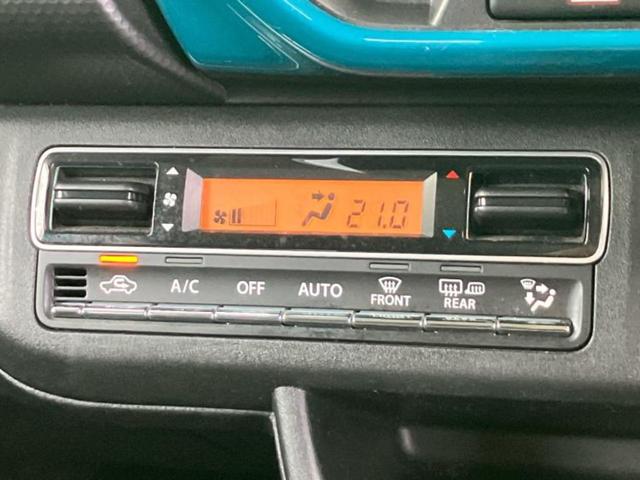 21.0
A/C OFF AUTO FRONT REAR